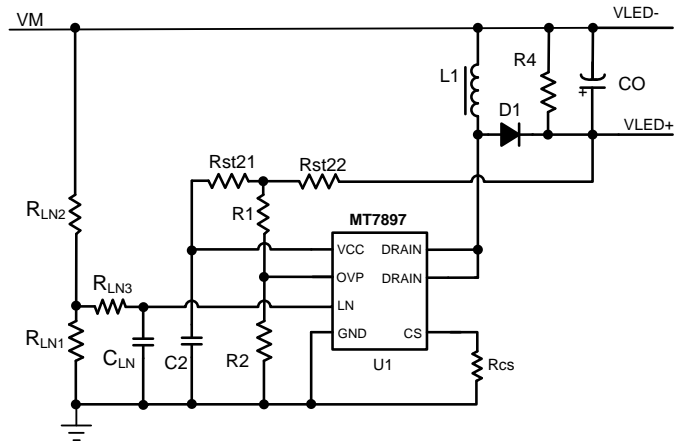 VM
VLED-
L1
R4
CO
D1
VLED+
Rst21
Rst22
RLN2
R1
MT7897
VCC
DRAIN
OVP
DRAIN
RLN3
LN
GND
CS
RLN1
CLN
C2
R2
U1
Rcs
+